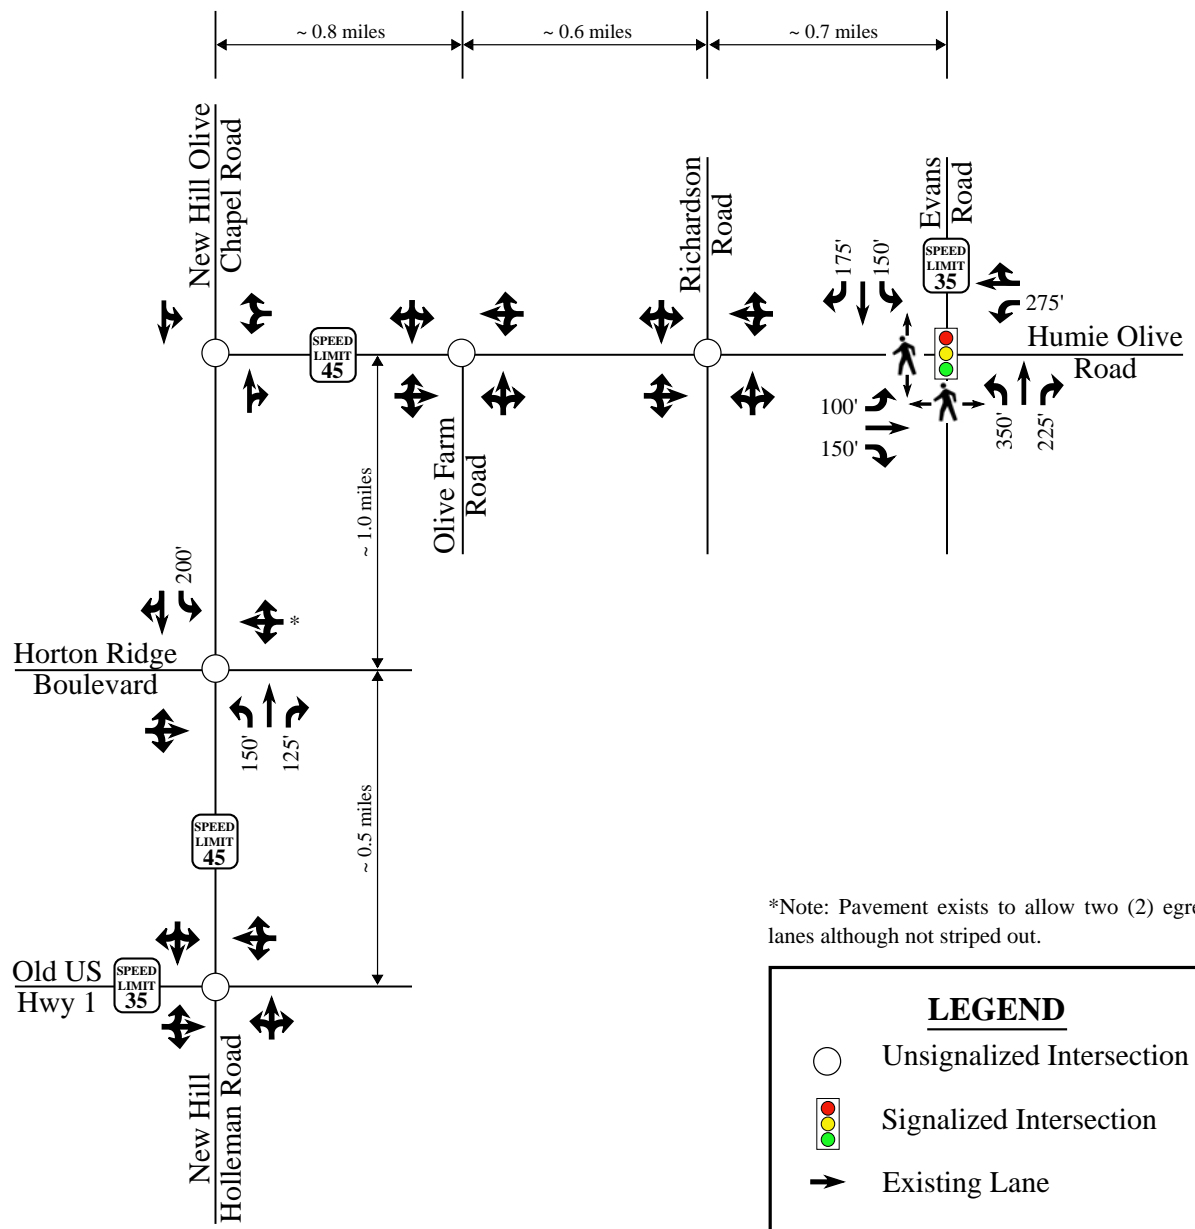 ~ 0.8 miles
~ 0.6 miles
~ 0.7 miles
New Hill Olive
Chapel Road
Richardson
Road
Evans
Road
SPEED
LIMIT
35
175'
150'
275'
SPEED
LIMIT
45
Humie Olive
Road
100'
150'
350'
225'
Olive Farm
Road
~ 1.0 miles
200'
*
Horton Ridge
Boulevard
150'
125'
SPEED
LIMIT
45
~ 0.5 miles
Old US
Hwy 1
SPEED
LIMIT
35
New Hill
Holleman Road
*Note: Pavement exists to allow two (2) egre
lanes although not striped out.
LEGEND
Unsignalized Intersection
Signalized Intersection
Existing Lane